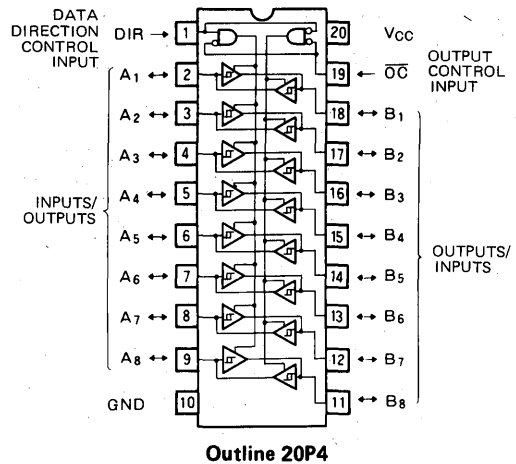 DATA
DIRECTION
CONTROL
INPUT
DIR → 1
20 VCC
A1 ↔ 2
19 ← OC̅
OUTPUT
CONTROL
INPUT
A2 ↔ 3
18 ↔ B1
A3 ↔ 4
17 ↔ B2
A4 ↔ 5
16 ↔ B3
INPUTS/
OUTPUTS
A5 ↔ 6
15 ↔ B4
A6 ↔ 7
14 ↔ B5
OUTPUTS/
INPUTS
A7 ↔ 8
13 ↔ B6
A8 ↔ 9
12 ↔ B7
GND 10
11 ↔ B8
Outline 20P4